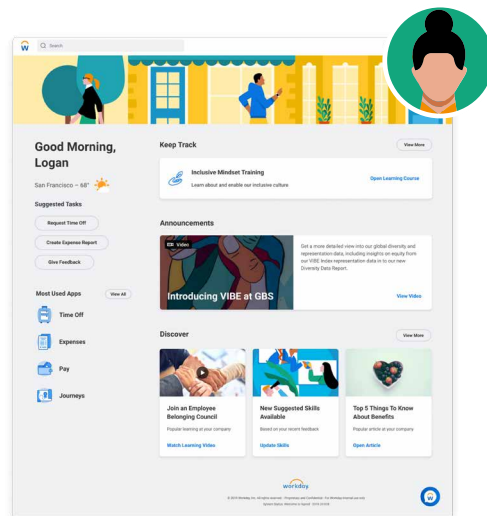 W
Search
Good Morning,
Logan
San Francisco – 68°
Suggested Tasks
Request Time Off
Create Expense Report
Give Feedback
Most Used Apps
View All
Time Off
Expenses
Pay
Journeys
Keep Track
View More
Inclusive Mindset Training
Learn about and enable our inclusive culture
Open Learning Course
Announcements
Video
Introducing VIBE at GBS
Get a more detailed view into our global diversity and
representation data, including insights on equity from
our VIBE Index representation data in to our new
Diversity Data Report.
View Video
Discover
View More
Join an Employee
Belonging Council
Popular learning at your company
Watch Learning Video
New Suggested Skills
Available
Based on your recent feedback
Update Skills
Top 5 Things To Know
About Benefits
Popular article at your company
Open Article
workday
W